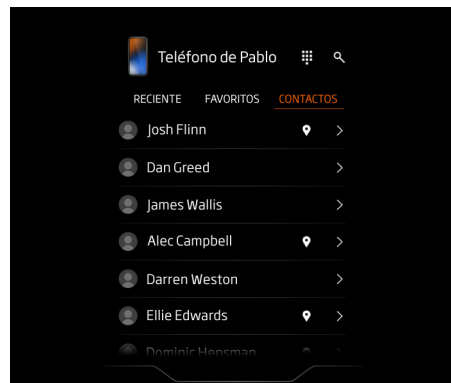 Teléfono de Pablo
RECIENTE FAVORITOS CONTACTOS
Josh Flinn
Dan Greed
James Wallis
Alec Campbell
Darren Weston
Ellie Edwards
Dominic Hensman